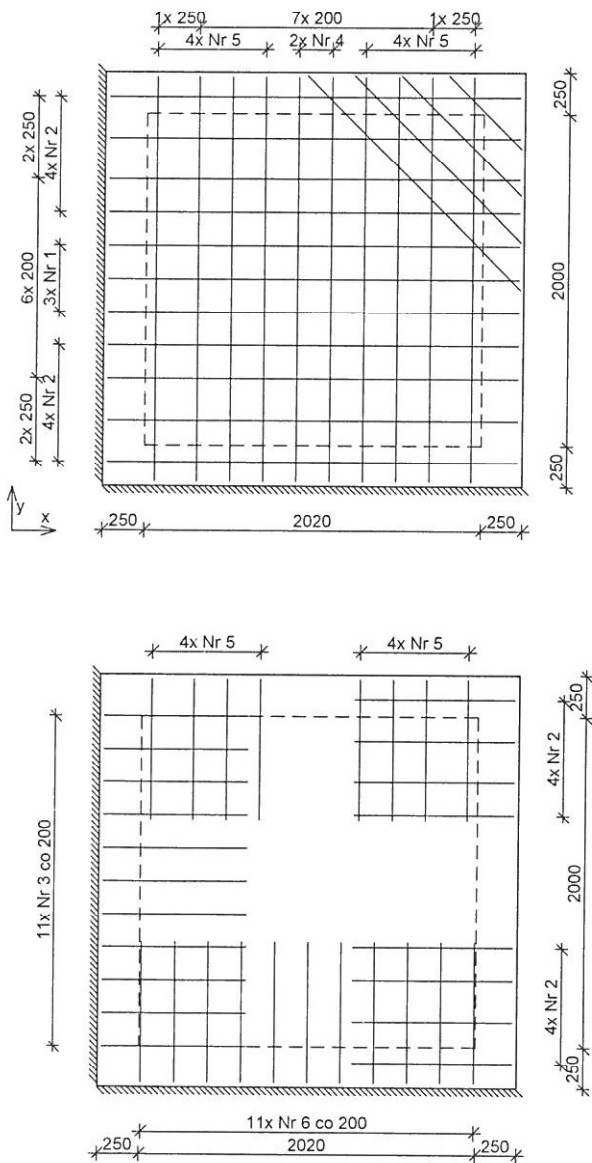 1x 250 7x 200 1x 250
4x Nr 5 2x Nr 4 4x Nr 5
2x 250
4x Nr 2
6x 200
3x Nr 1
2x 250
4x Nr 2
250
2000
250
y
x
250 2020 250
4x Nr 5 4x Nr 5
11x Nr 3 co 200
250
4x Nr 2
2000
4x Nr 2
250
11x Nr 6 co 200
250 2020 250